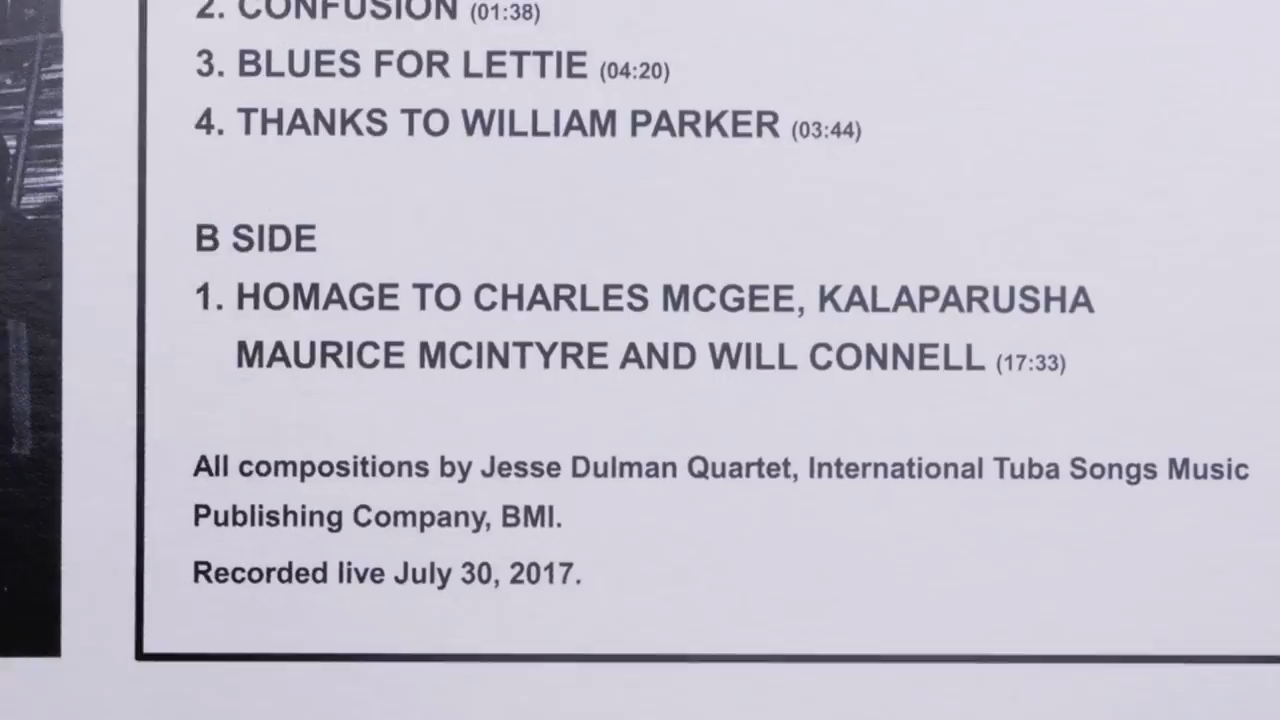 2. CONFUSION (01:38)
3. BLUES FOR LETTIE (04:20)
4. THANKS TO WILLIAM PARKER (03:44)
B SIDE
1. HOMAGE TO CHARLES MCGEE, KALAPARUSHA
MAURICE MCINTYRE AND WILL CONNELL (17:33)
All compositions by Jesse Dulman Quartet, International Tuba Songs Music
Publishing Company, BMI.
Recorded live July 30, 2017.